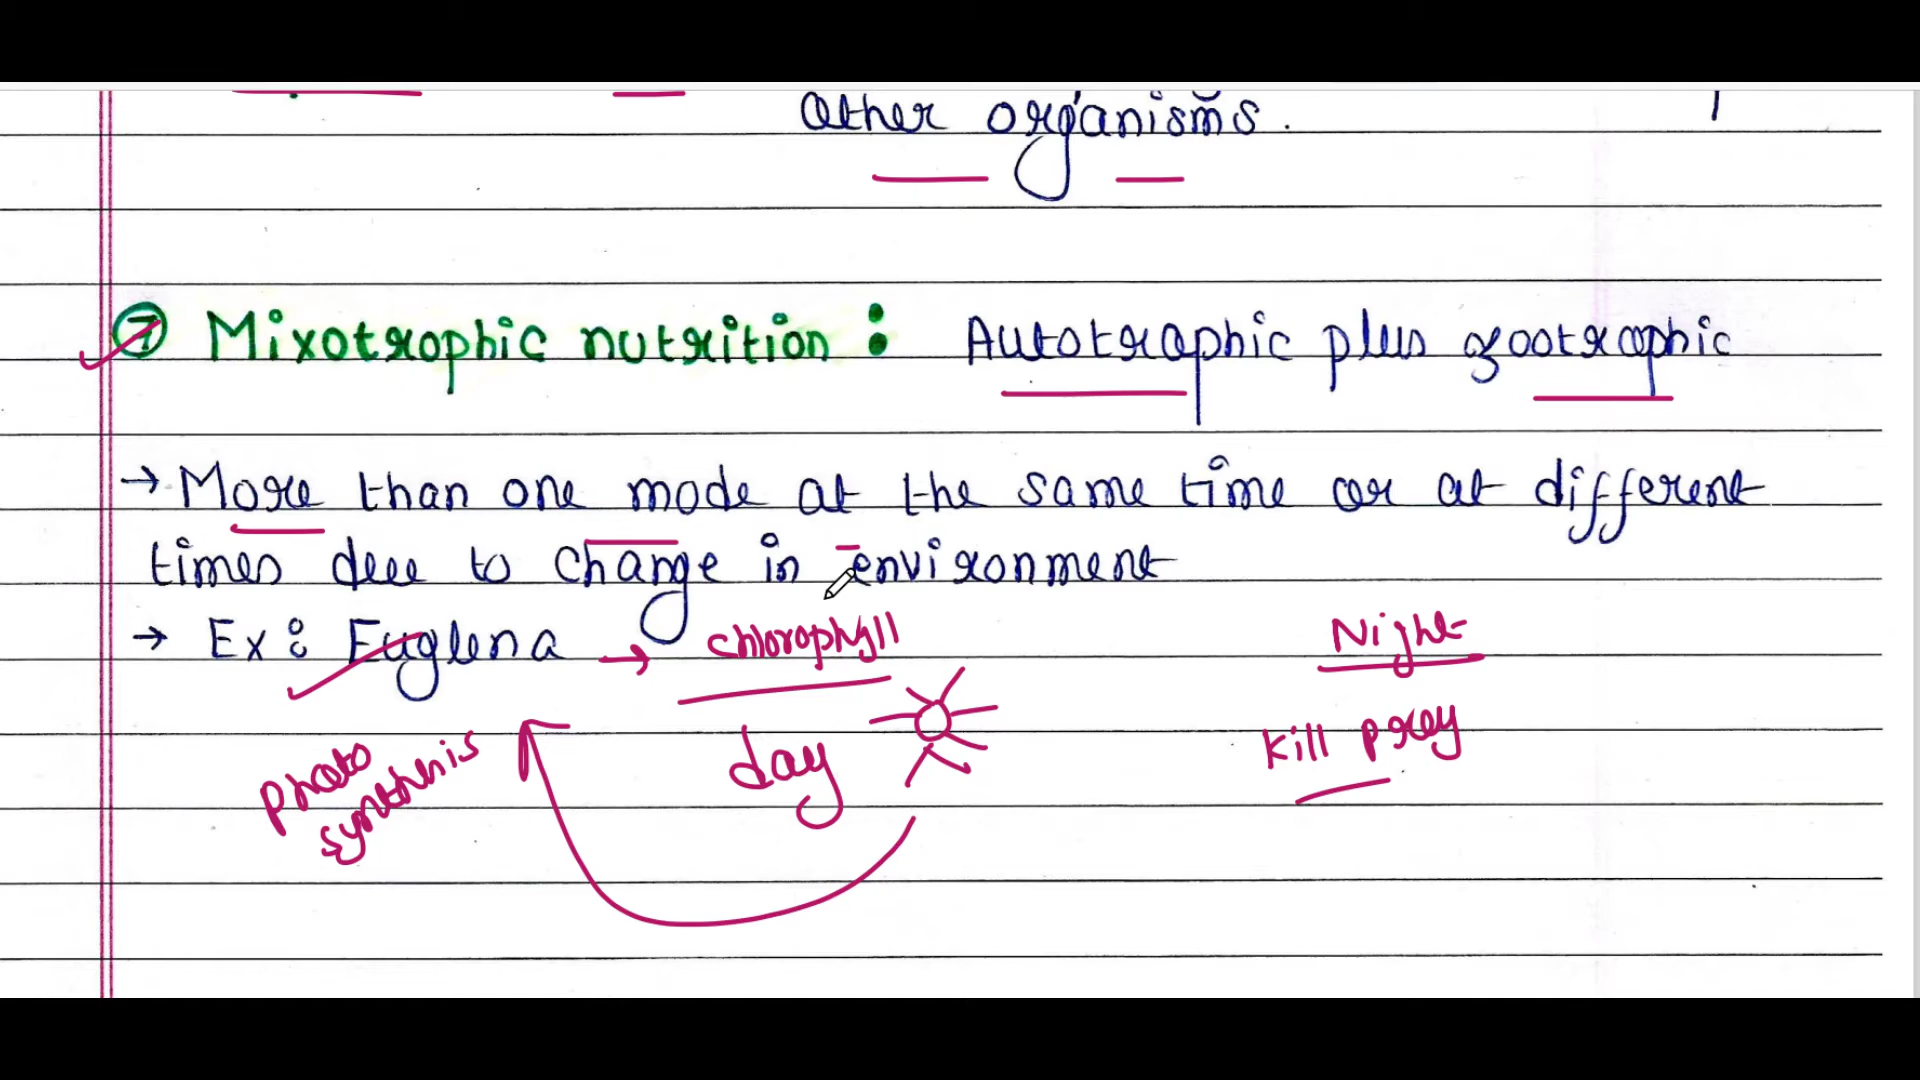 Other organisms.
⑦ Mixotrophic nutrition : Autotrophic plus zootrophic
→ More than one mode at the same time or at different
times due to change in environment
→ Ex : Euglena → chlorophyll
Night
day
kill prey
photo
synthesis